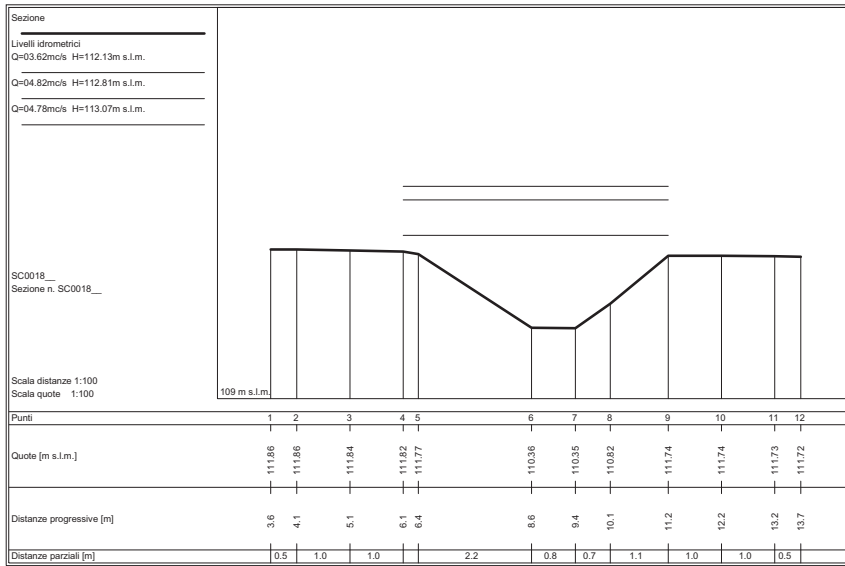 Sezione
Livelli idrometrici
Q=03.62mc/s H=112.13m s.l.m.
Q=04.82mc/s H=112.81m s.l.m.
Q=04.78mc/s H=113.07m s.l.m.
SC0018__
Sezione n. SC0018__
Scala distanze 1:100
Scala quote 1:100
109 m s.l.m.
Punti 1 2 3 4 5 6 7 8 9 10 11 12
Quote [m s.l.m.] 111.86 111.86 111.84 111.82 111.77 110.36 110.35 110.82 111.74 111.74 111.73 111.72
Distanze progressive [m] 3.6 4.1 5.1 6.1 6.4 8.6 9.4 10.1 11.2 12.2 13.2 13.7
Distanze parziali [m] 0.5 1.0 1.0 2.2 0.8 0.7 1.1 1.0 1.0 0.5